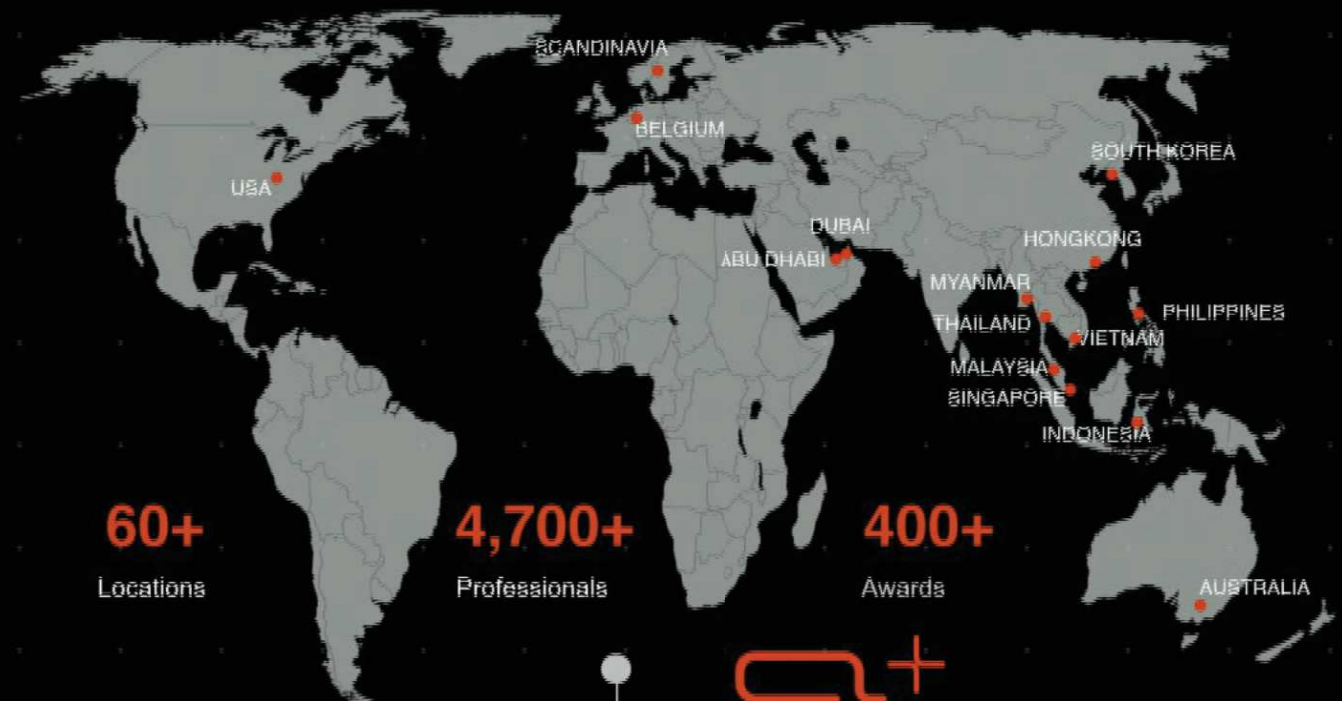 SCANDINAVIA
BELGIUM
SOUTH KOREA
USA
DUBAI
HONGKONG
ABU DHABI
MYANMAR
PHILIPPINES
THAILAND
VIETNAM
MALAYSIA
SINGAPORE
INDONESIA
60+ 4,700+ 400+
Locations Professionals Awards
AUSTRALIA